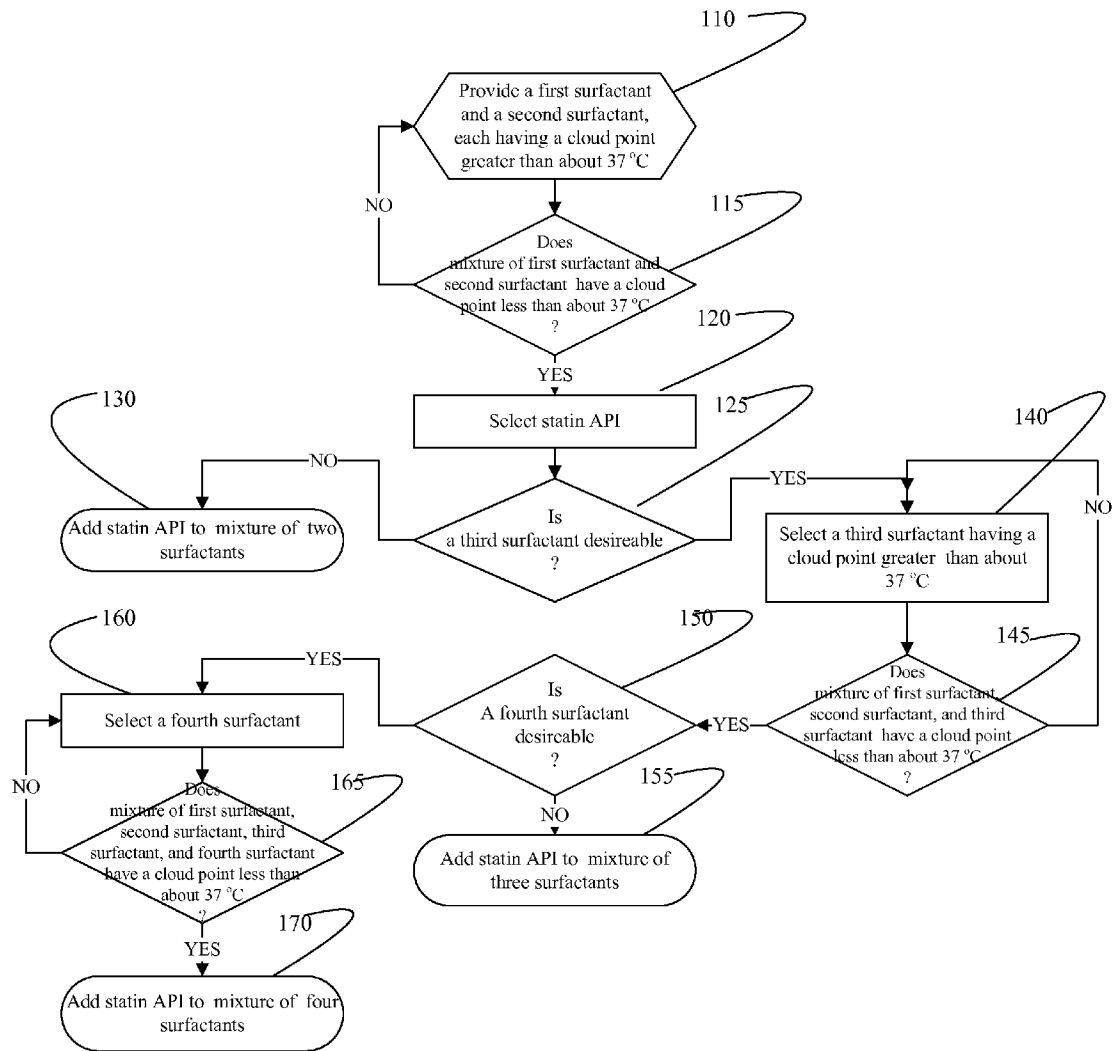 110
Provide a first surfactant
and a second surfactant,
each having a cloud point
greater than about 37 °C
NO
115
Does
mixture of first surfactant and
second surfactant have a cloud
point less than about 37 °C
?
YES
120
Select statin API
125
130
NO
Add statin API to mixture of two
surfactants
Is
a third surfactant desireable
?
YES
140
NO
Select a third surfactant having a
cloud point greater than about
37 °C
145
Does
mixture of first surfactant,
second surfactant, and third
surfactant have a cloud point
less than about 37 °C
?
YES
150
Is
A fourth surfactant
desireable
?
NO
155
Add statin API to mixture of
three surfactants
YES
160
Select a fourth surfactant
NO
165
Does
mixture of first surfactant,
second surfactant, third
surfactant, and fourth surfactant
have a cloud point less than
about 37 °C
?
YES
170
Add statin API to mixture of four
surfactants